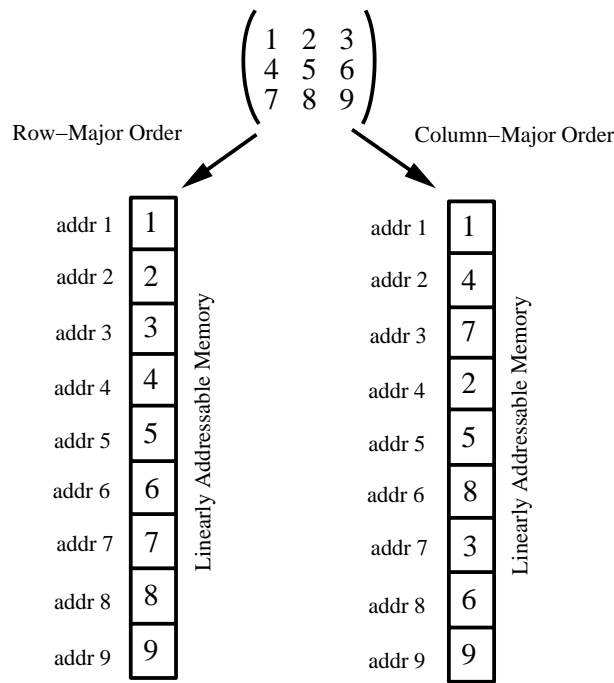 1 2 3
4 5 6
7 8 9
Row–Major Order
Column–Major Order
addr 1 1
addr 2 2
addr 3 3
addr 4 4
addr 5 5
addr 6 6
addr 7 7
addr 8 8
addr 9 9
Linearly Addressable Memory
addr 1 1
addr 2 4
addr 3 7
addr 4 2
addr 5 5
addr 6 8
addr 7 3
addr 8 6
addr 9 9
Linearly Addressable Memory